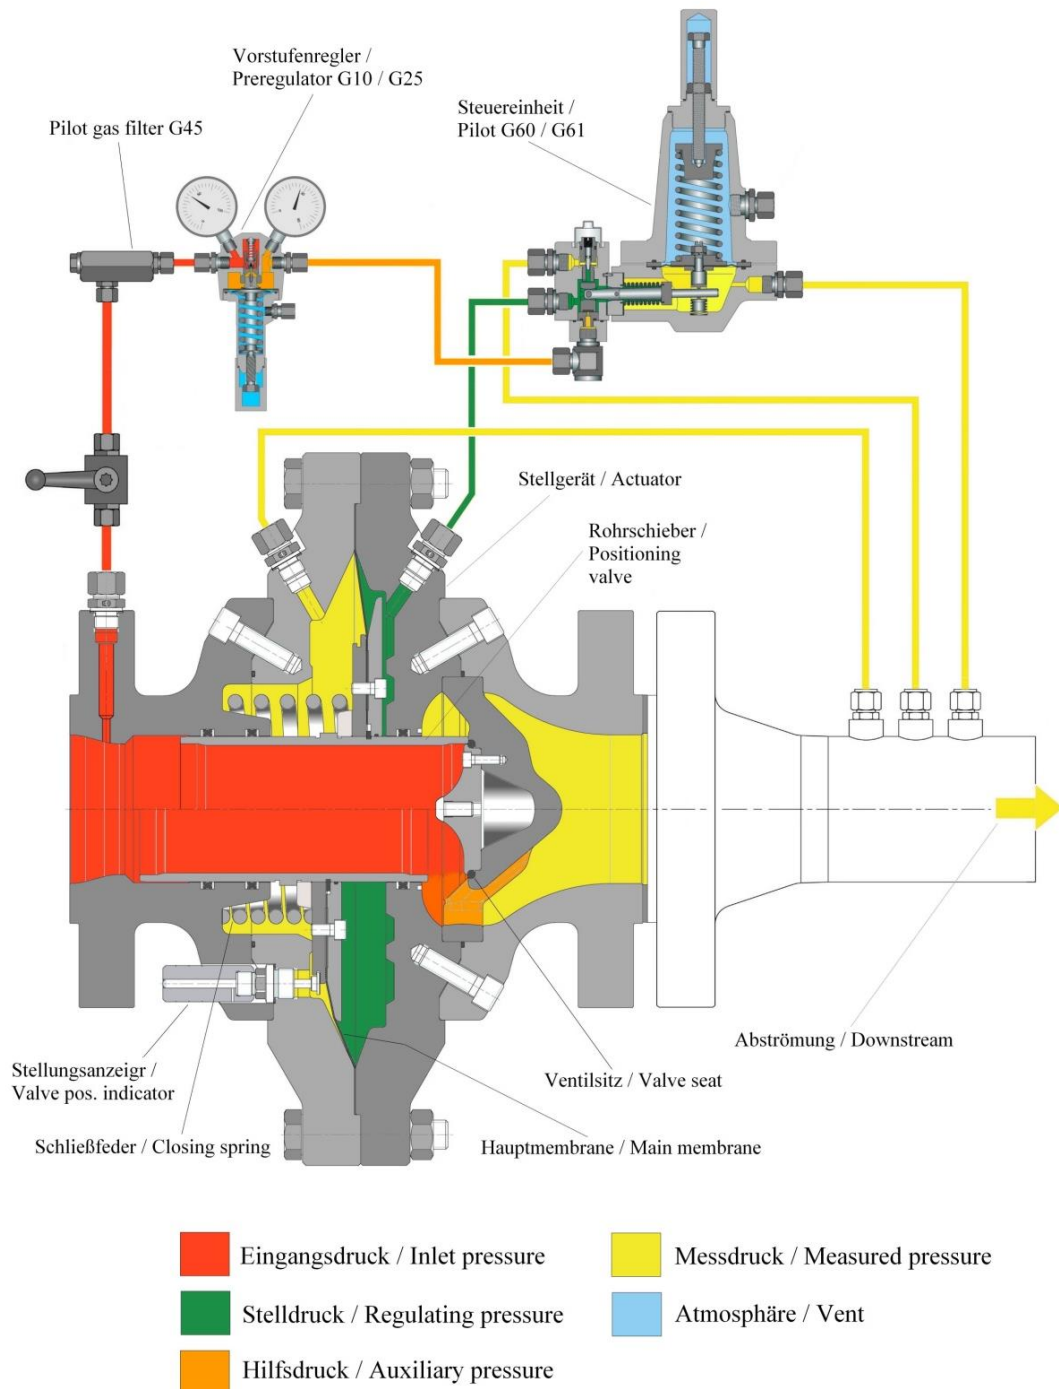 Vorstufenregler /
Preregulator G10 / G25
Steuereinheit /
Pilot G60 / G61
Pilot gas filter G45
Stellgerät / Actuator
Rohrschieber /
Positioning
valve
Abströmung / Downstream
Stellungsanzeigr /
Valve pos. indicator
Ventilsitz / Valve seat
Schließfeder / Closing spring
Hauptmembrane / Main membrane
Eingangsdruck / Inlet pressure
Messdruck / Measured pressure
Stelldruck / Regulating pressure
Atmosphäre / Vent
Hilfsdruck / Auxiliary pressure